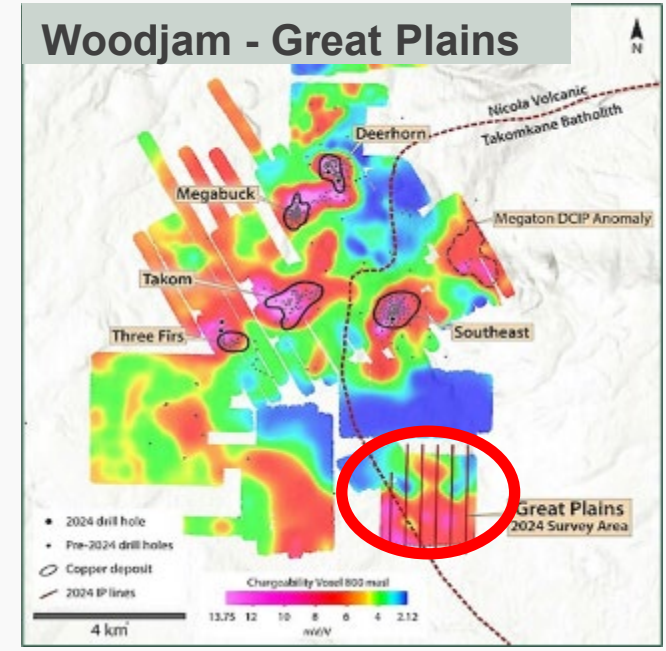 Woodjam - Great Plains
N
Nicola Volcanic
Takomkane Batholith
Deerhorn
Megabuck
Megaton DCIP Anomaly
Takom
Three Firs
Southeast
Great Plains
2024 Survey Area
2024 drill hole
Pre-2024 drill holes
Copper deposit
2024 IP lines
4 km
Chargeability Voxel 800 masl
13.75 12 10 8 6 4 2.12
mV/V